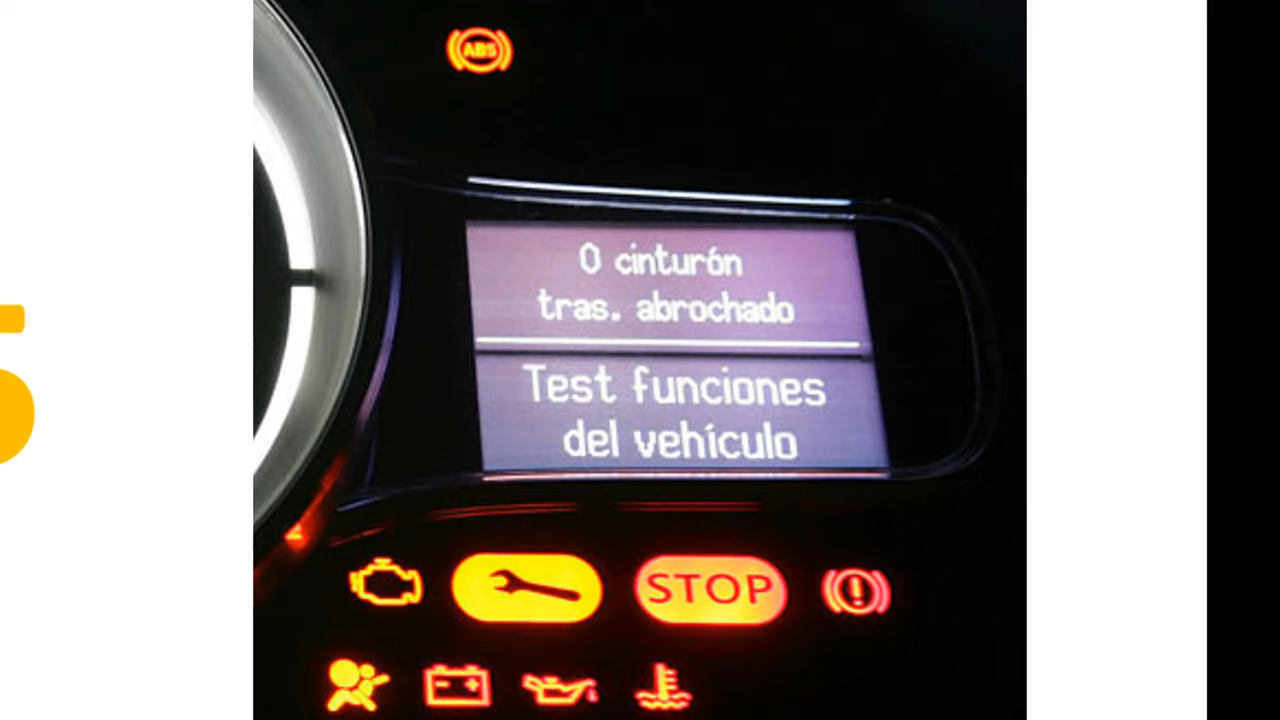 ABS
0 cinturón
tras. abrochado
Test funciones
del vehículo
STOP